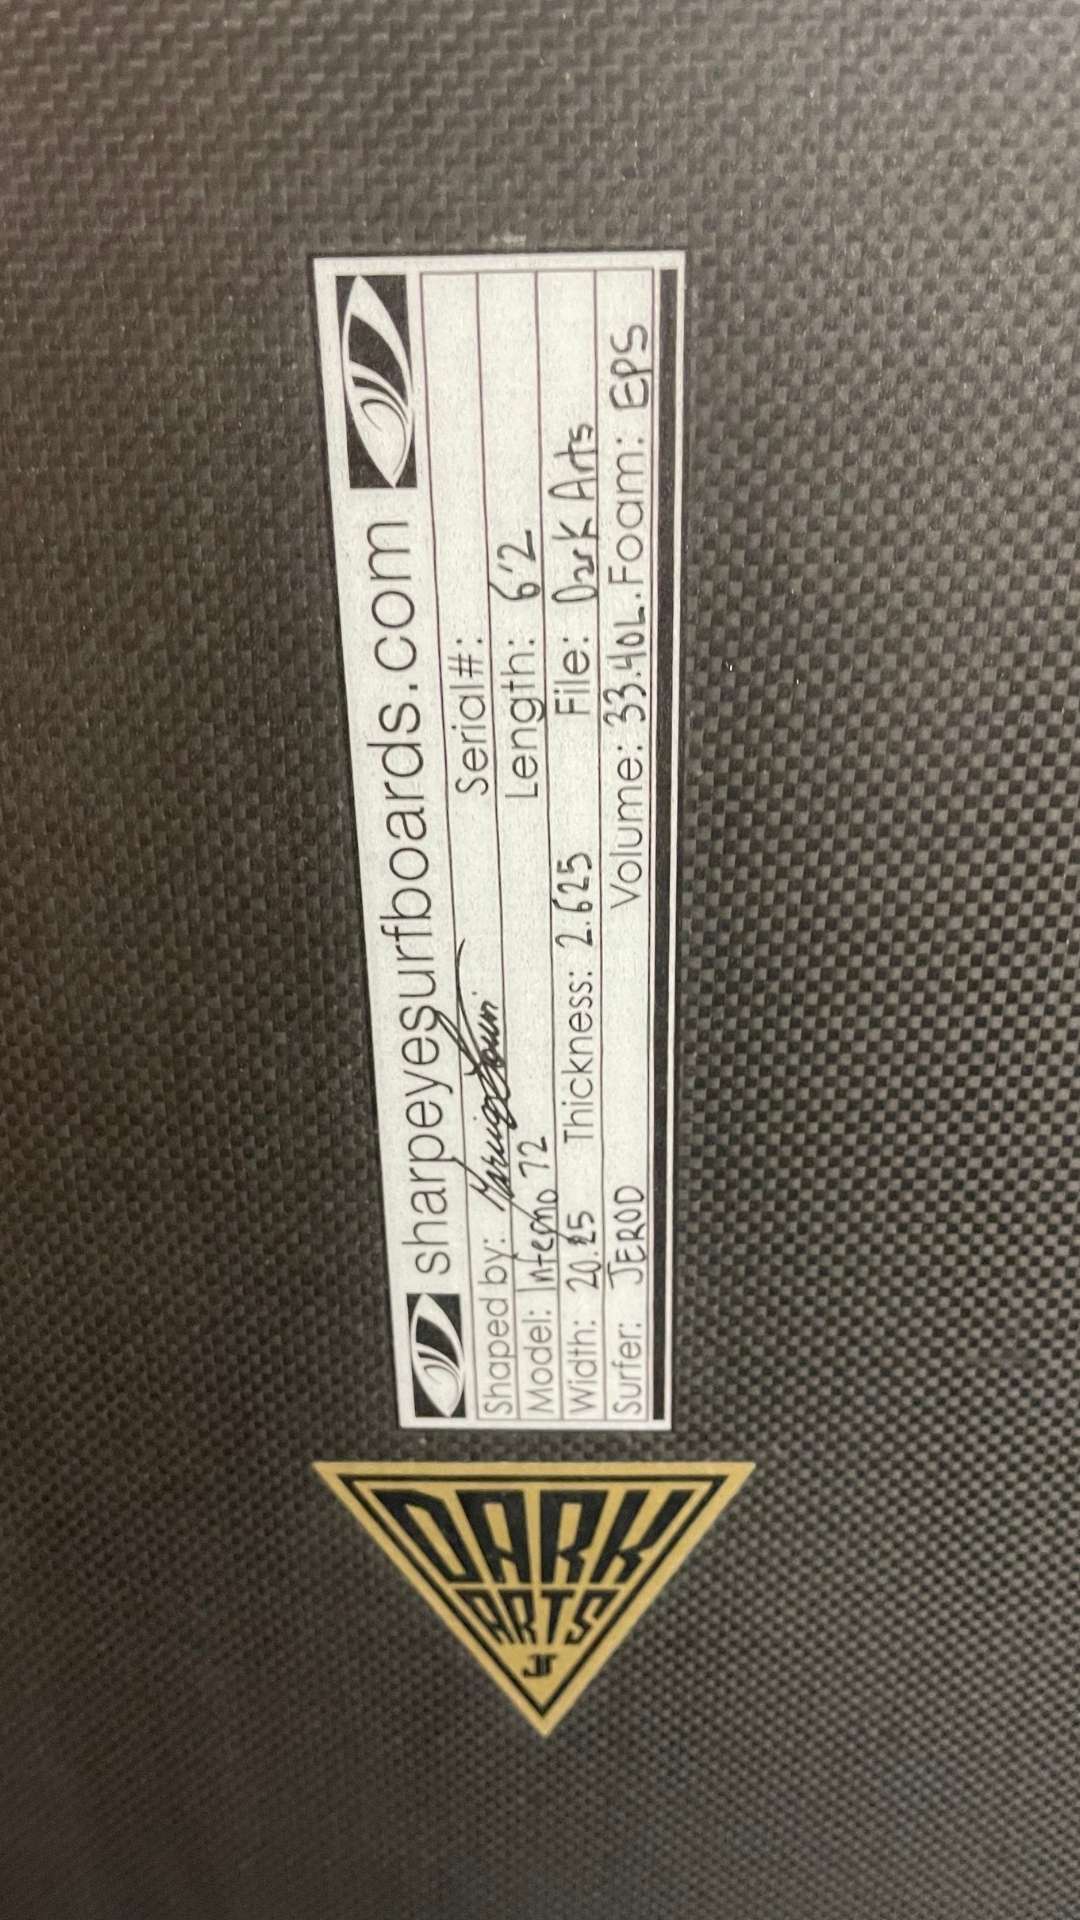 sharpeyesurfboards.com
Shaped by: Serial#:
Model: Inferno 72 Length: 6'2
Width: 20.25 Thickness: 2.625 File: Dark Arts
Surfer: JEROD Volume: 33.40L. Foam: EPS
DARK
ARTS